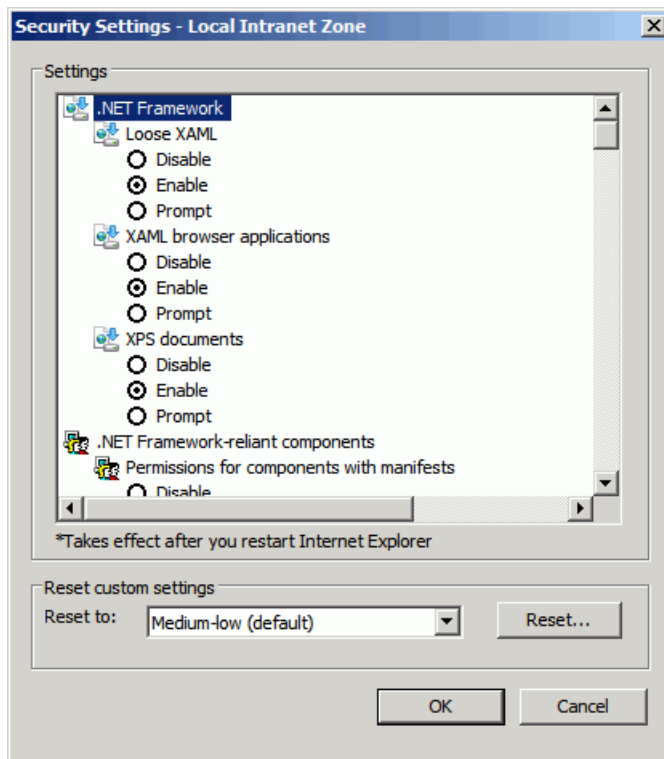 Security Settings - Local Intranet Zone
Settings
.NET Framework
Loose XAML
Disable
Enable
Prompt
XAML browser applications
Disable
Enable
Prompt
XPS documents
Disable
Enable
Prompt
.NET Framework-reliant components
Permissions for components with manifests
Disable
*Takes effect after you restart Internet Explorer
Reset custom settings
Reset to:
Medium-low (default)
Reset...
OK
Cancel